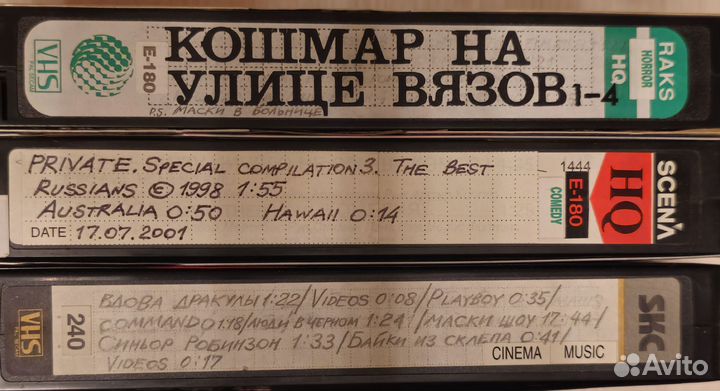 VHS
PAL SECAM
E-180
КОШМАР НА
УЛИЦЕ ВЯЗОВ 1-4
P.S. МАСКИ В БОЛЬНИЦЕ
RAKS
HORROR
HQ
PRIVATE. SPECIAL COMPILATION 3. THE BEST
RUSSIANS © 1998 1:55
AUSTRALIA 0:50 HAWAII 0:14
DATE 17.07.2001
1444
E-180
COMEDY
HQ
SCENA
VHS
PAL SECAM
240
ВДОВА ДРАКУЛЫ 1:22/VIDEOS 0:08/PLAYBOY 0:35/
COMMANDO 1:18/ЛЮДИ В ЧЕРНОМ 1:24/МАСКИ ШОУ 17:44/
СИНЬОР РОБИНЗОН 1:33/БАЙКИ ИЗ СКЛЕПА 0:41/
VIDEOS 0:17
CINEMA MUSIC
SKC
Avito